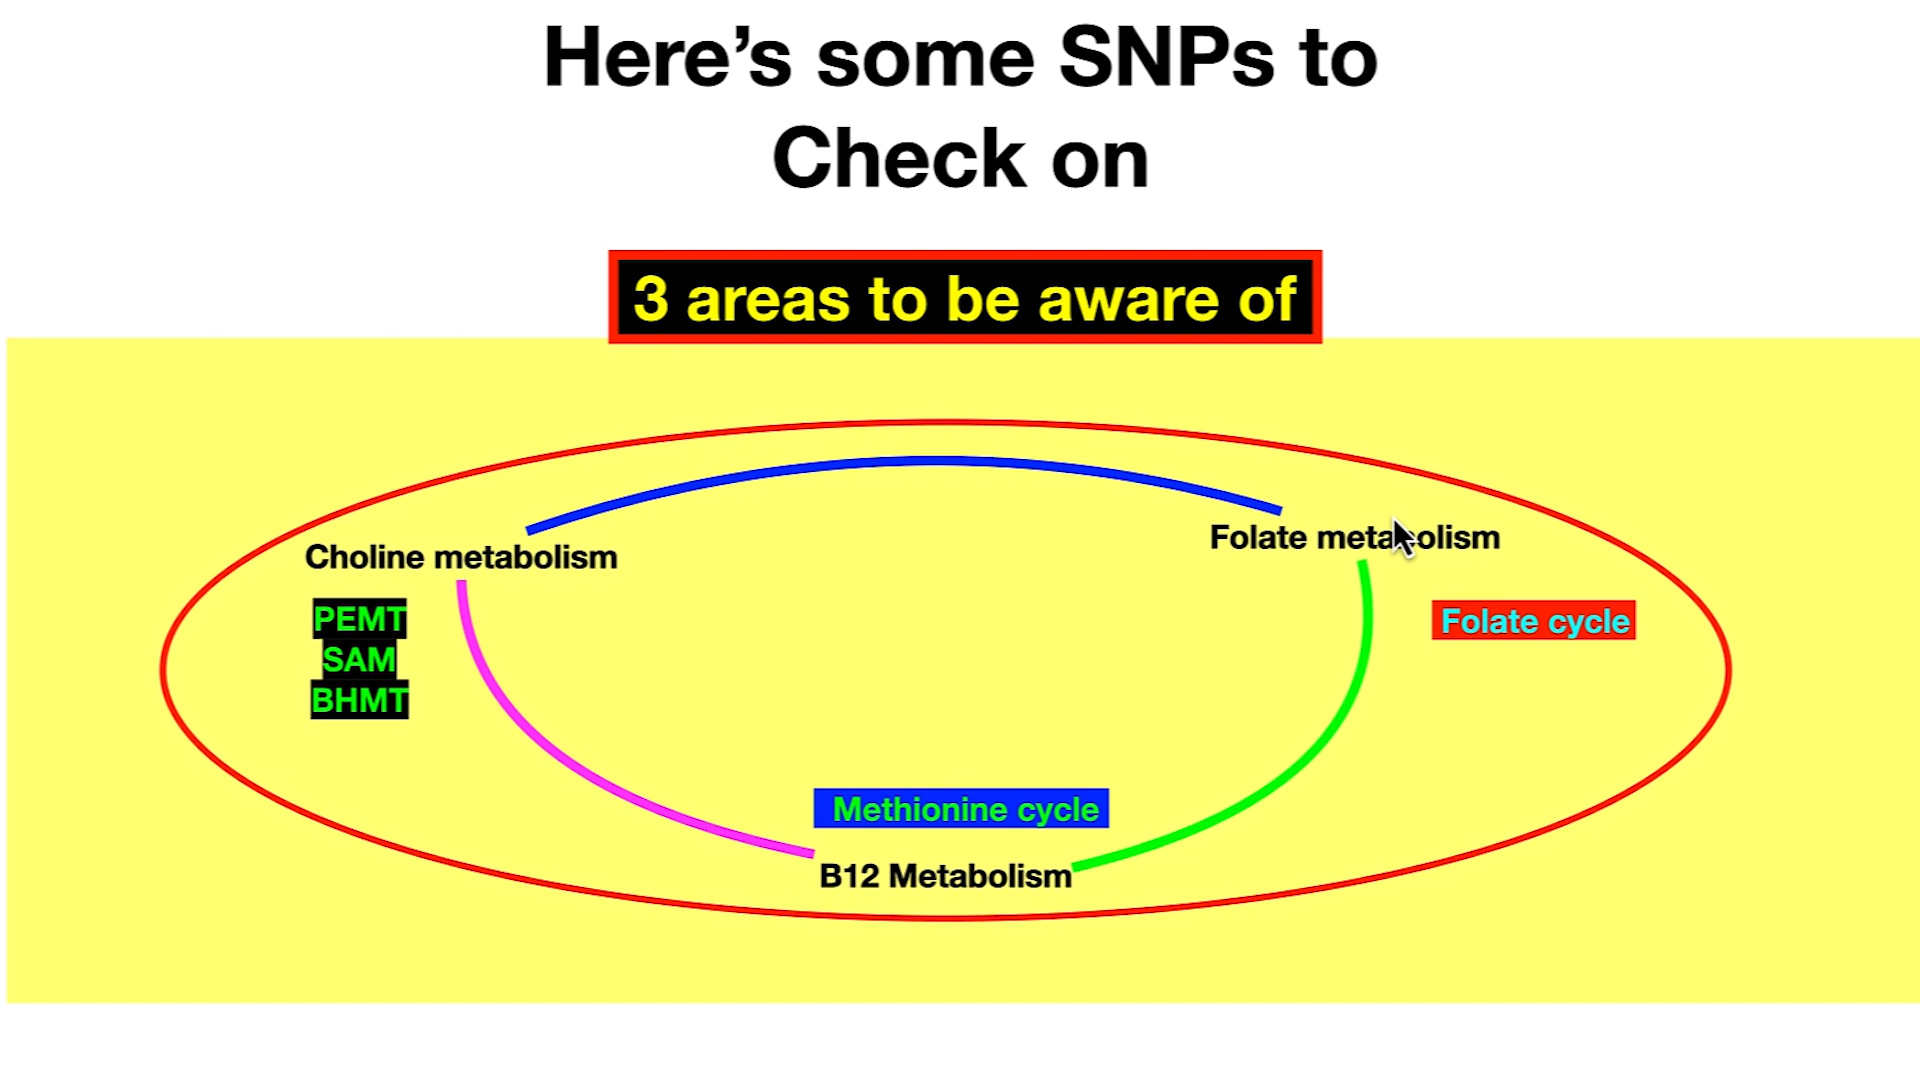 Here’s some SNPs to
Check on
3 areas to be aware of
Choline metabolism
Folate metabolism
PEMT
SAM
BHMT
Folate cycle
Methionine cycle
B12 Metabolism